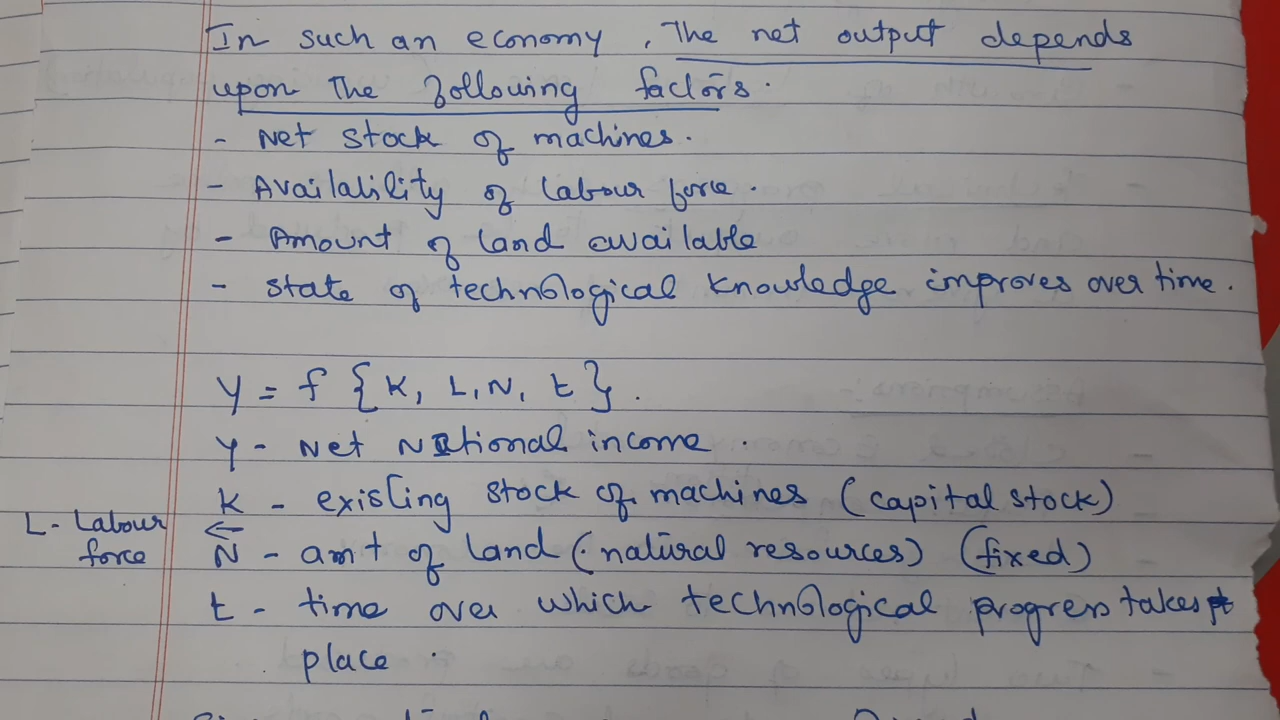 In such an economy, The net output depends
upon the following factors.
- Net stock of machines.
- Availability of labour force.
- Amount of land available
- state of technological knowledge improves over time.
Y = f { K, L, N, t }.
Y - Net National income.
K - existing stock of machines (capital stock)
L - Labour
force
N - amt of land (natural resources) (fixed)
t - time over which technological progress takes
place.